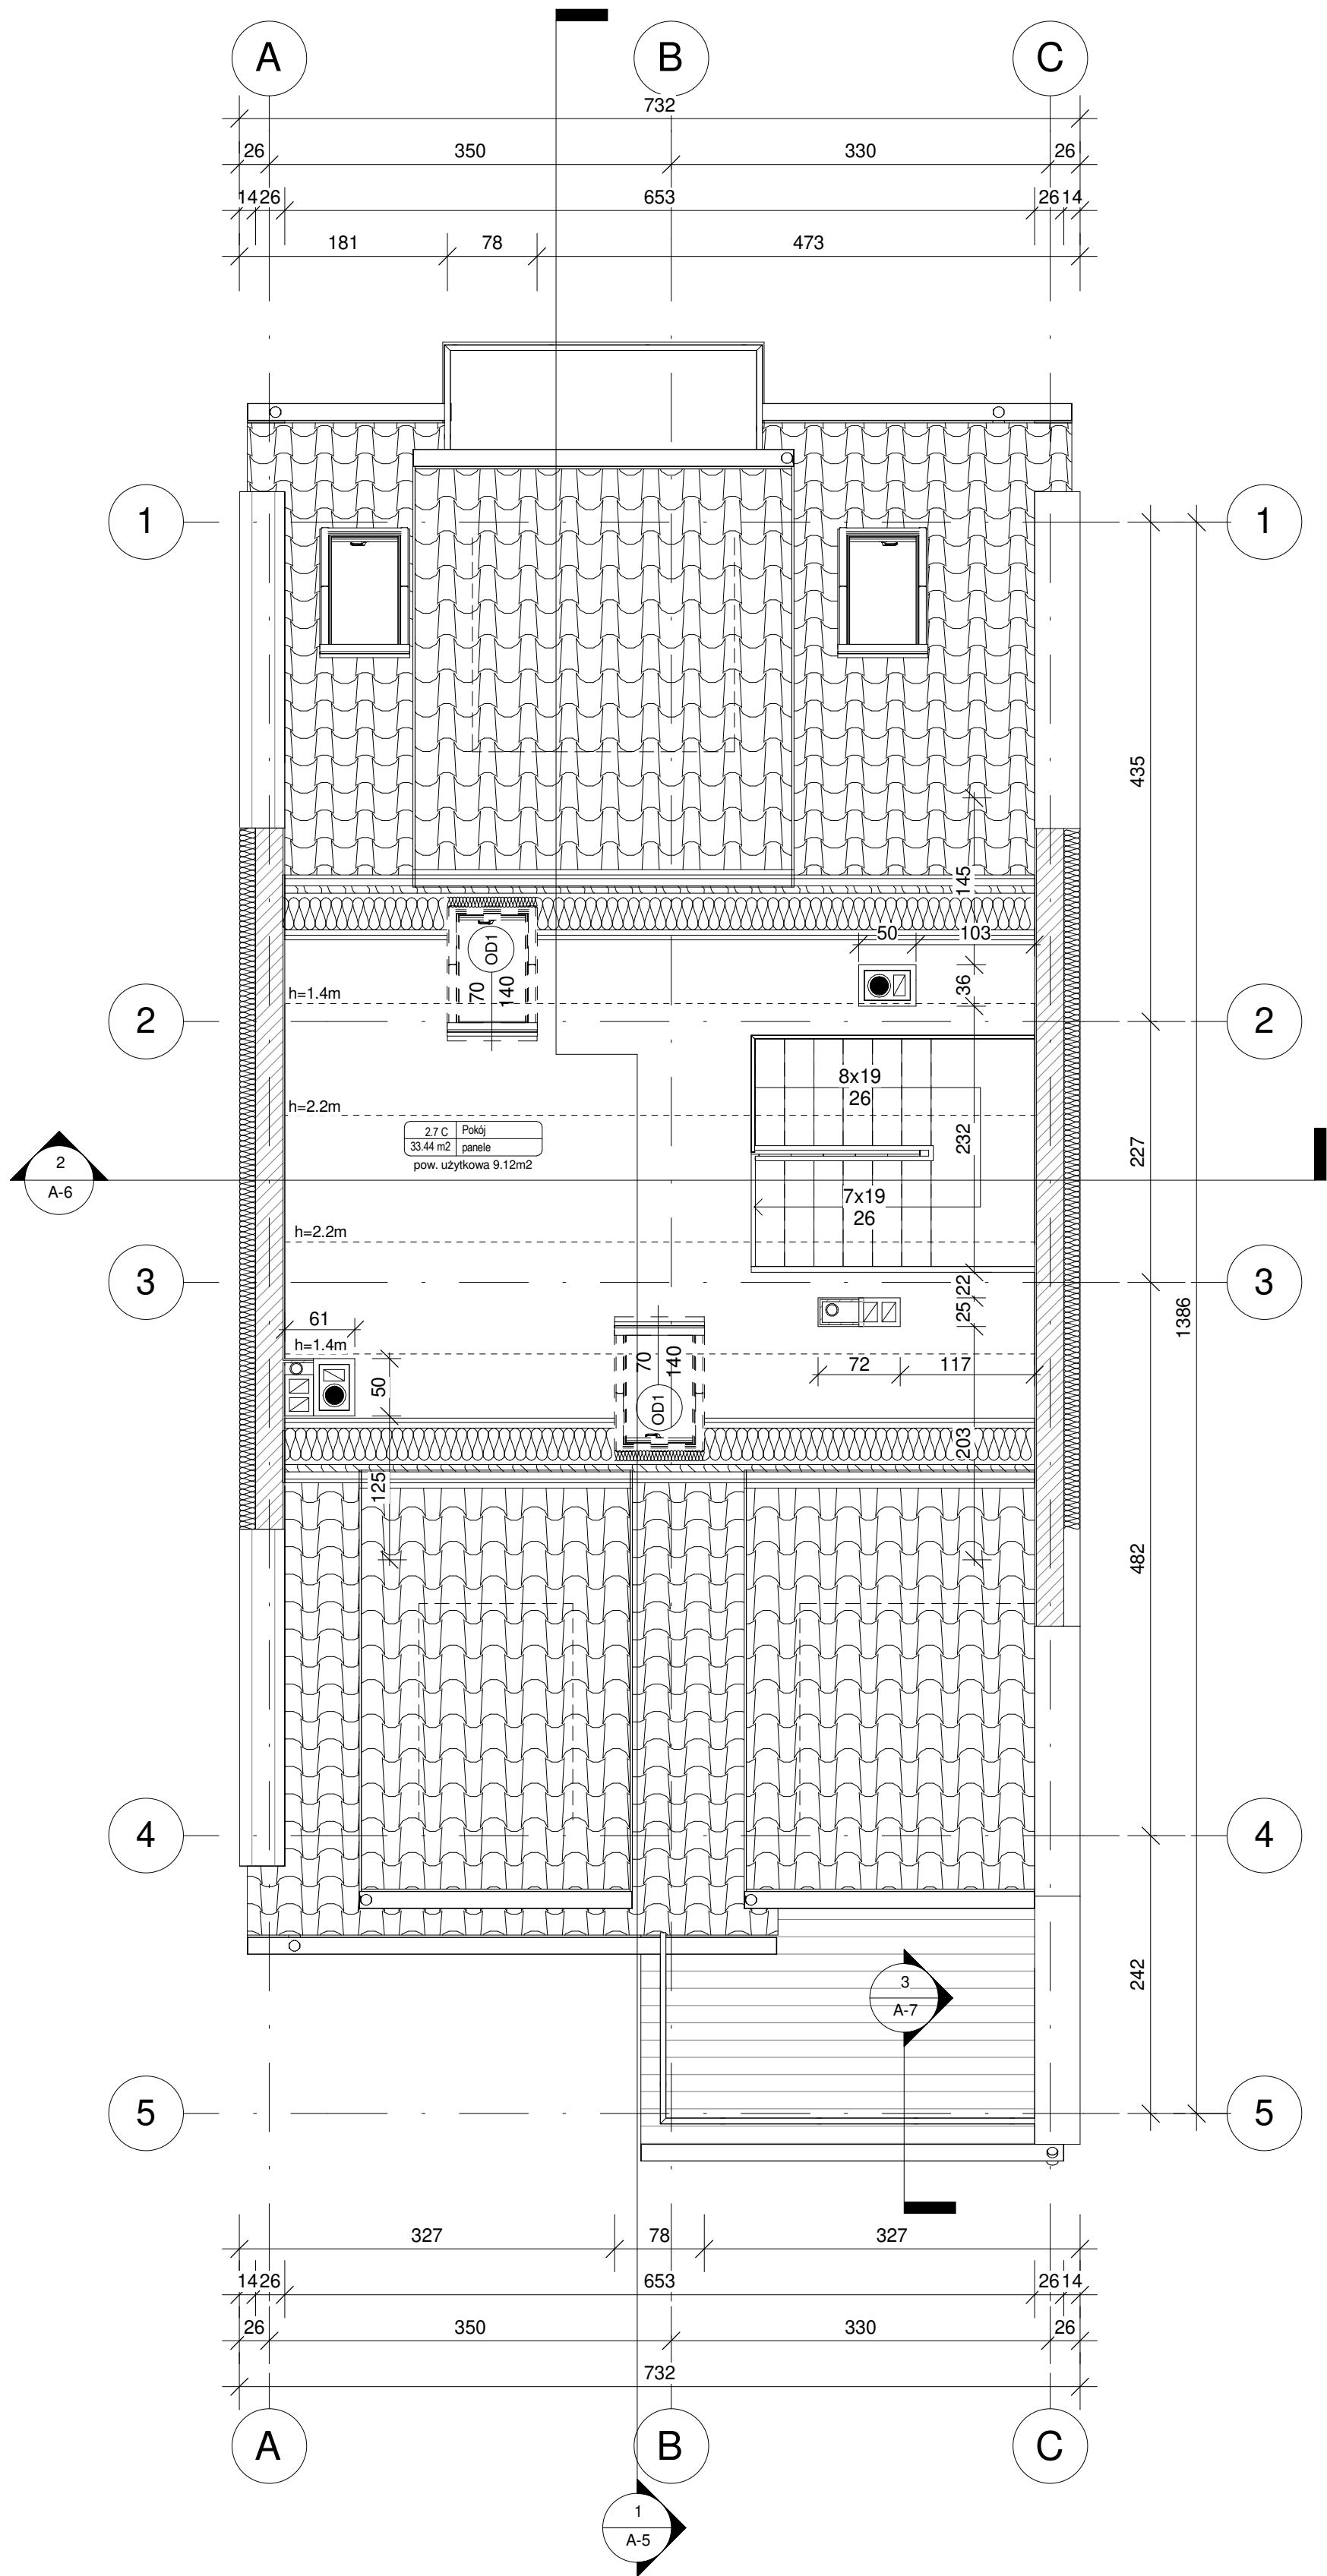 A B C
732
26 350 330 26
14 26 653 26 14
181 78 473
1 1
435
145
50 103
OD1
36
h=1.4m
70
140
2 2
8x19
26
h=2.2m
2.7 C Pokój
33.44 m2 panele
pow. użytkowa 9.12m2
232
227
2
A-6
7x19
26
h=2.2m
3 3
22
25
1386
61
h=1.4m
70
140
72 117
50
OD1
203
125
482
4 4
242
3
A-7
5 5
327 78 327
14 26 653 26 14
26 350 330 26
732
A B C
1
A-5